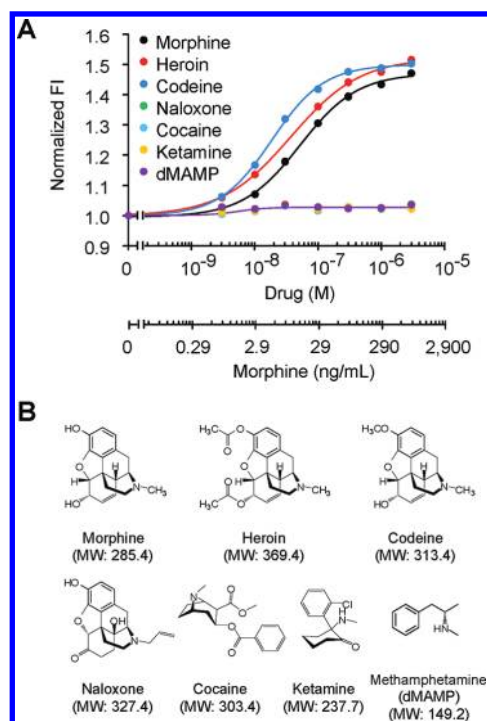 A
1.6
1.5
1.4
1.3
1.2
1.1
1.0
0.9
Normalized FI
Morphine
Heroin
Codeine
Naloxone
Cocaine
Ketamine
dMAMP
0 10⁻⁹ 10⁻⁸ 10⁻⁷ 10⁻⁶ 10⁻⁵
Drug (M)
0 0.29 2.9 29 290 2,900
Morphine (ng/mL)
B
HO
O
H
H
N
CH₃
HO
Morphine
(MW: 285.4)
O
H₃C O
O
H
H
N
CH₃
O
H₃C O
Heroin
(MW: 369.4)
H₃CO
O
H
H
N
CH₃
HO
Codeine
(MW: 313.4)
HO
O
OH
N
O
Naloxone
(MW: 327.4)
N
O
O
O
O
Cocaine
(MW: 303.4)
Cl
H
N
O
Ketamine
(MW: 237.7)
HN
Methamphetamine
(dMAMP)
(MW: 149.2)